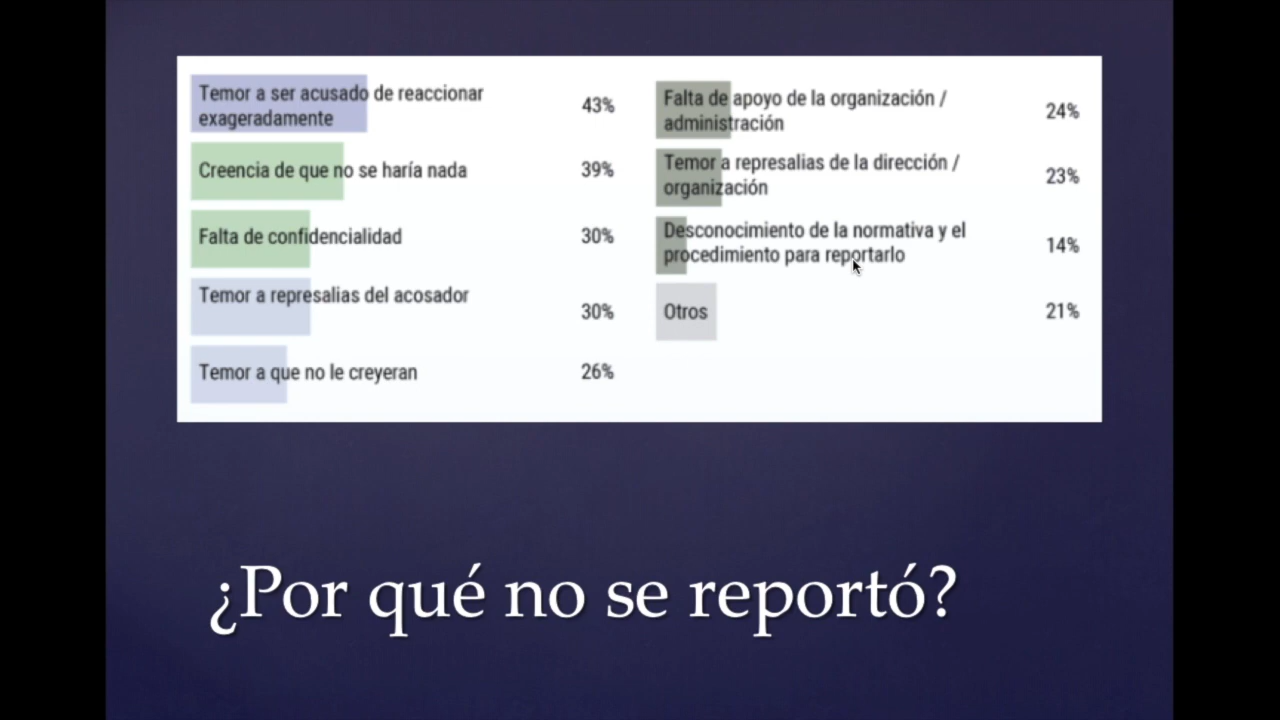 Temor a ser acusado de reaccionar
exageradamente
43%
Creencia de que no se haría nada
39%
Falta de confidencialidad
30%
Temor a represalias del acosador
30%
Temor a que no le creyeran
26%
Falta de apoyo de la organización /
administración
24%
Temor a represalias de la dirección /
organización
23%
Desconocimiento de la normativa y el
procedimiento para reportarlo
14%
Otros
21%
¿Por qué no se reportó?